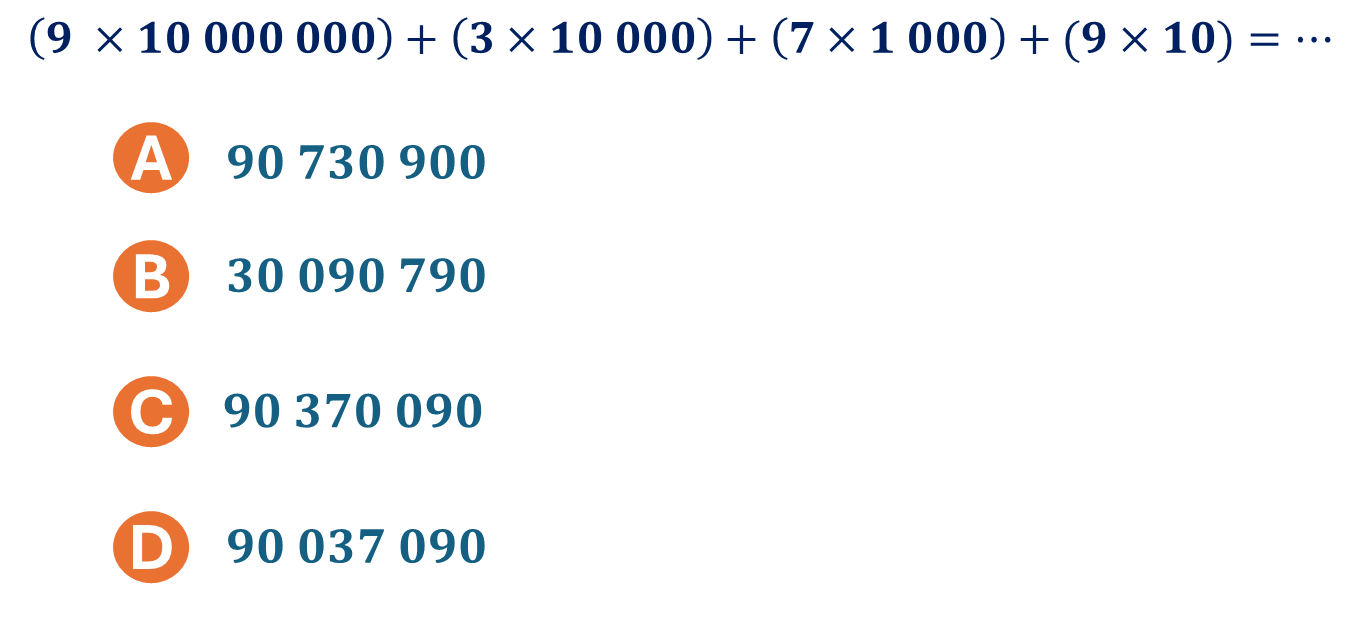 (9 × 10 000 000) + (3 × 10 000) + (7 × 1 000) + (9 × 10) = ⋯
A 90 730 900
B 30 090 790
C 90 370 090
D 90 037 090